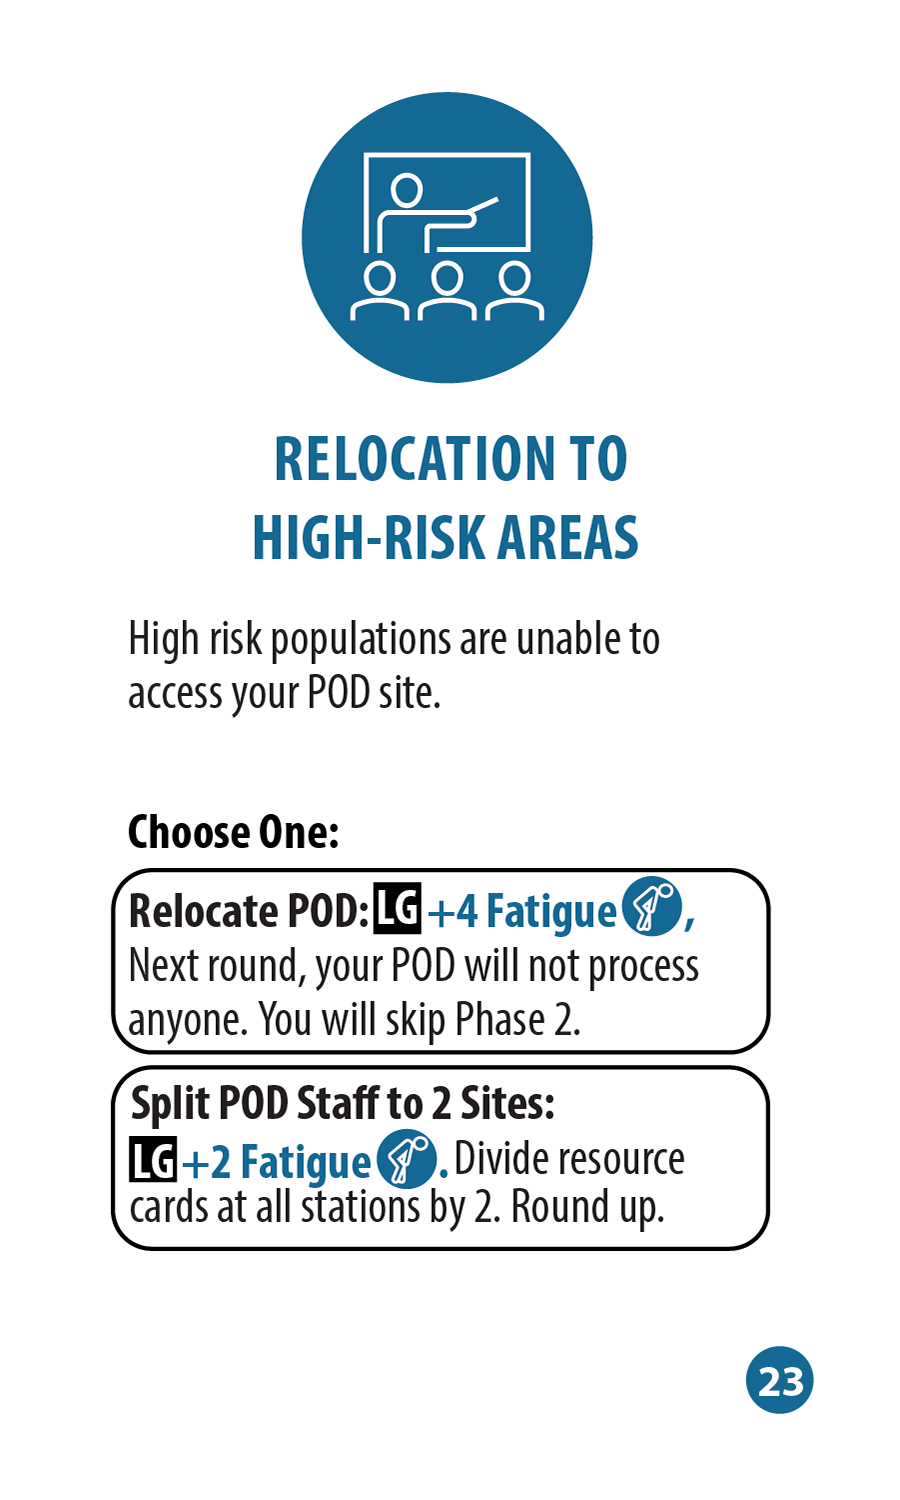 RELOCATION TO
HIGH-RISK AREAS
High risk populations are unable to
access your POD site.
Choose One:
Relocate POD: LG +4 Fatigue ,
Next round, your POD will not process
anyone. You will skip Phase 2.
Split POD Staff to 2 Sites:
LG +2 Fatigue . Divide resource
cards at all stations by 2. Round up.
23